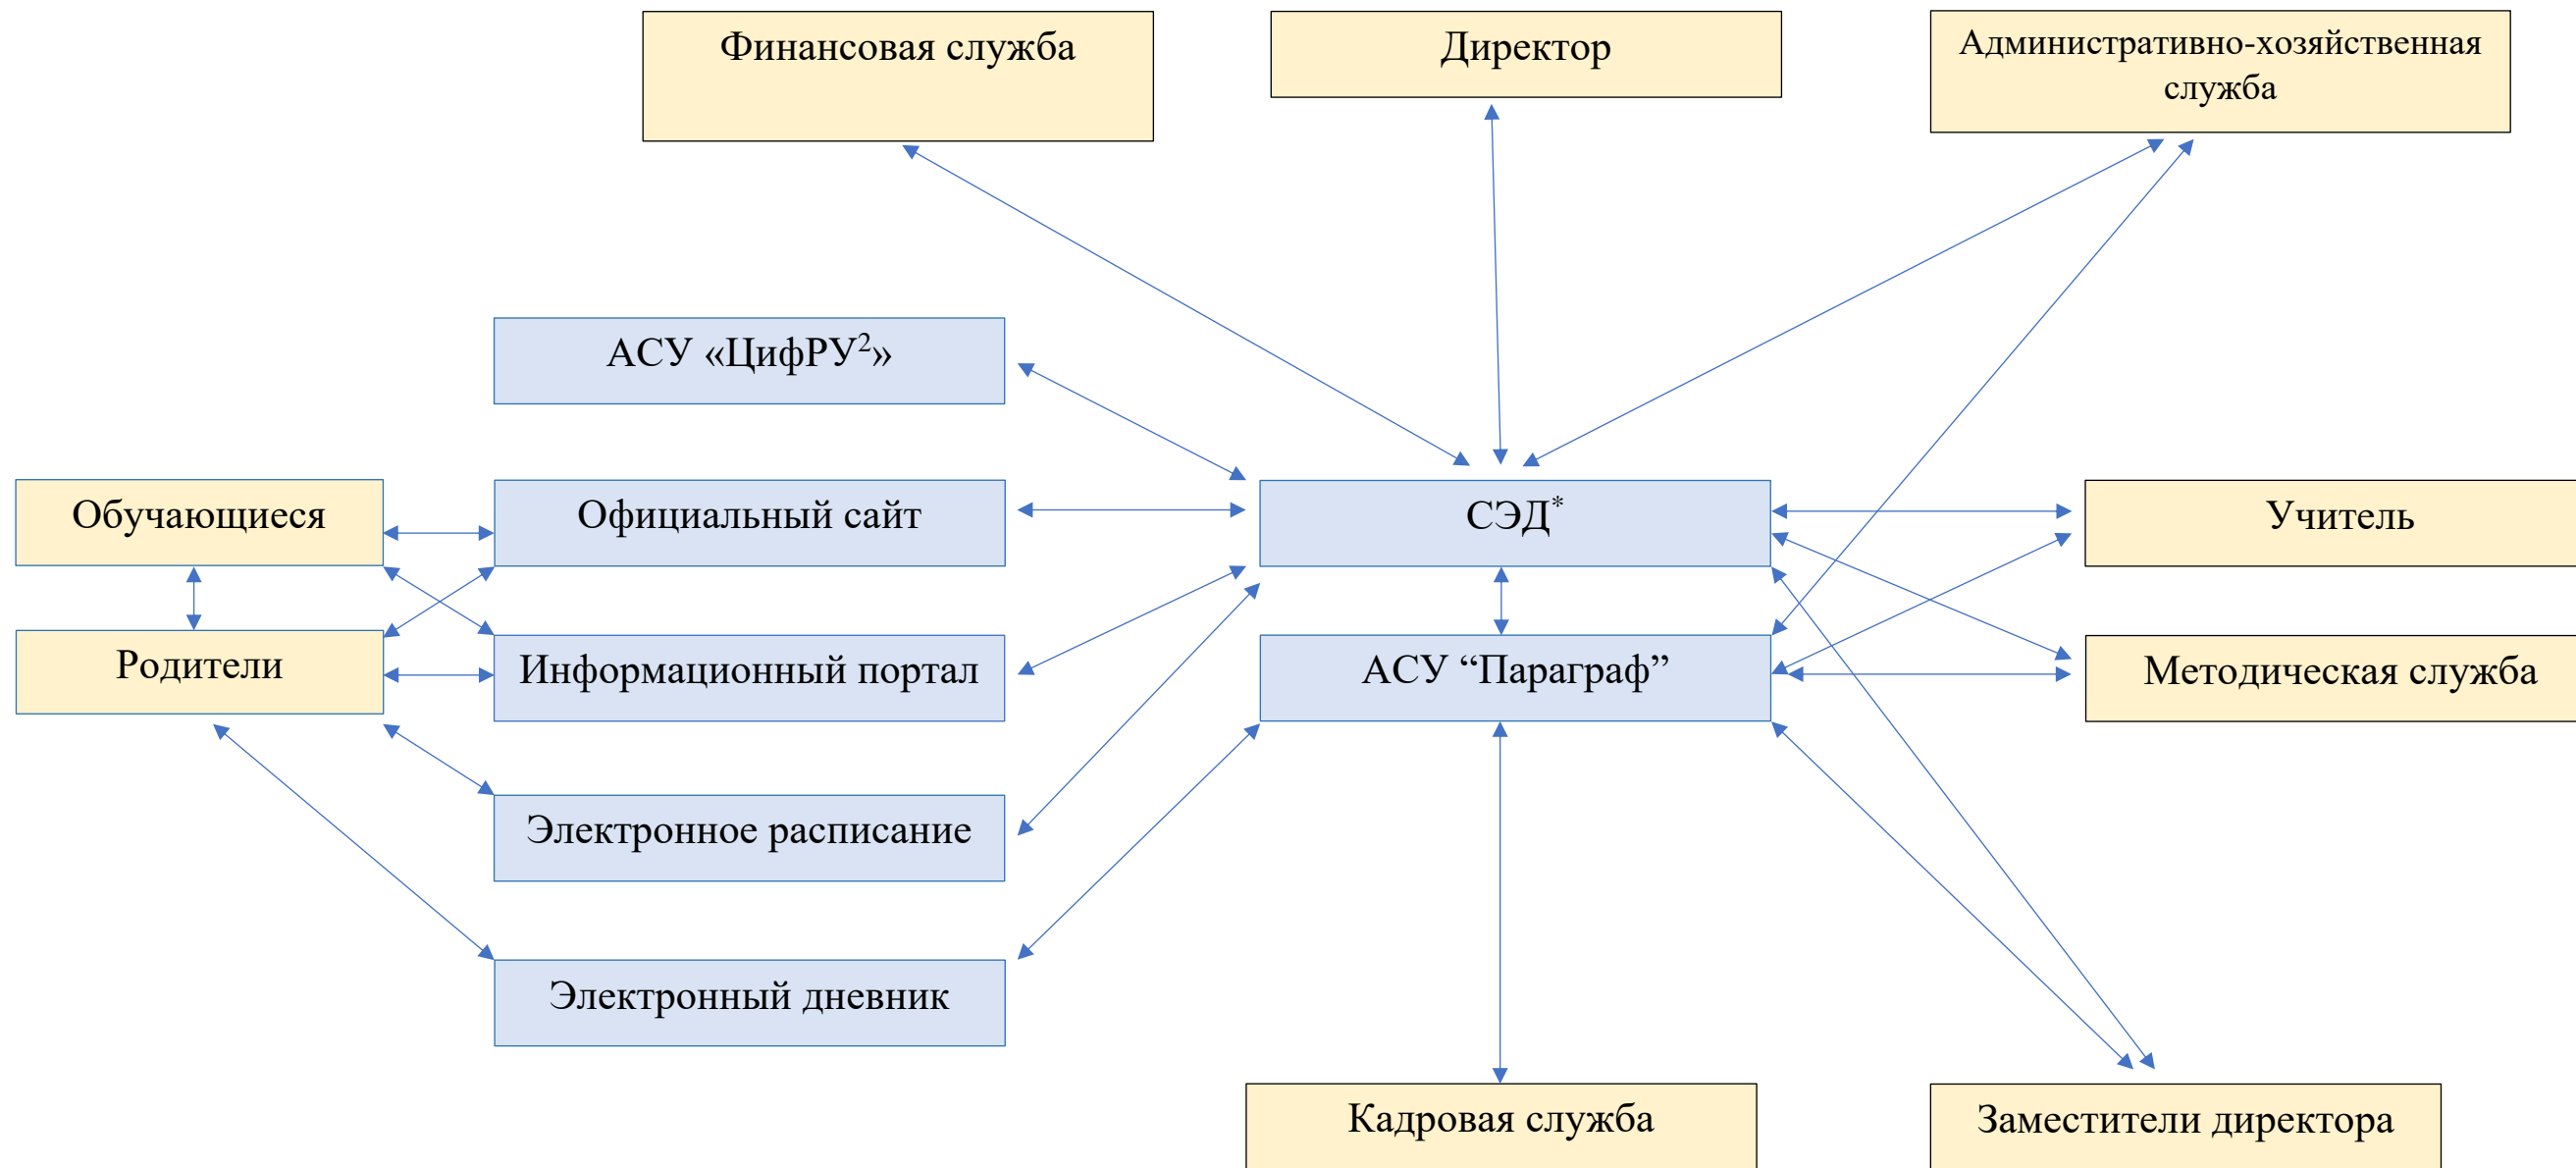 Финансовая служба
Директор
Административно-хозяйственная
служба
АСУ «ЦифРУ²»
Обучающиеся
Официальный сайт
СЭД*
Учитель
Родители
Информационный портал
АСУ “Параграф”
Методическая служба
Электронное расписание
Электронный дневник
Кадровая служба
Заместители директора